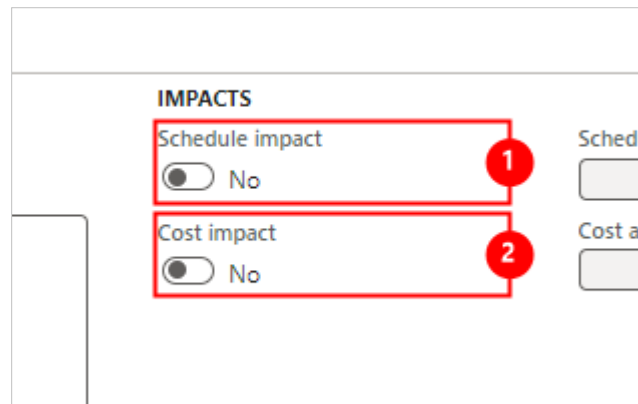 IMPACTS
Schedule impact
1
Sched
No
Cost impact
2
Cost a
No